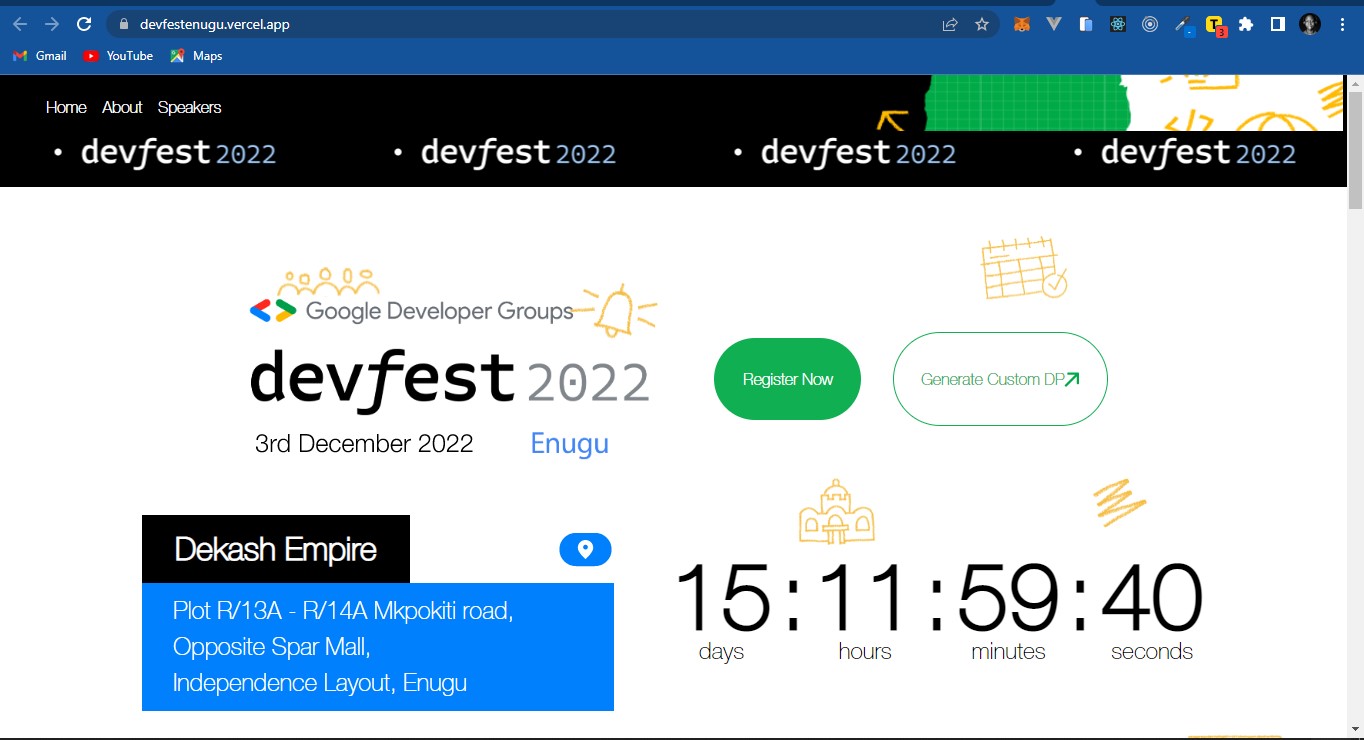 devfestenugu.vercel.app
3
Gmail YouTube Maps
Home About Speakers
• devfest 2022 • devfest 2022 • devfest 2022 • devfest 2022
Google Developer Groups
devfest 2022
3rd December 2022 Enugu
Register Now
Generate Custom DP
Dekash Empire
Plot R/13A - R/14A Mkpokiti road,
Opposite Spar Mall,
Independence Layout, Enugu
15:11:59:40
days hours minutes seconds